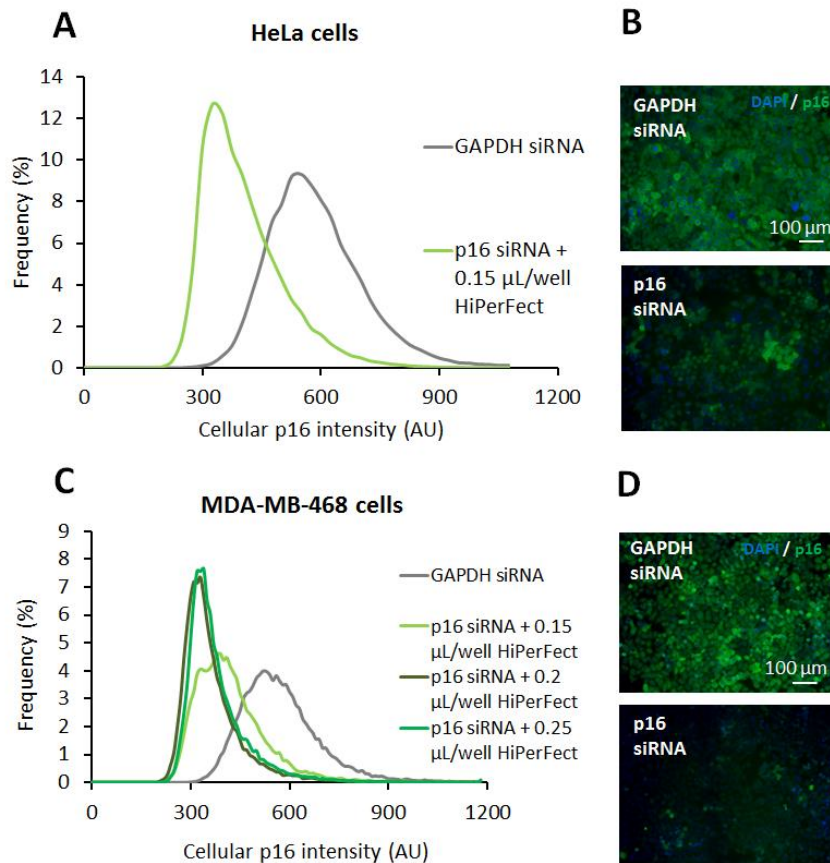 A
HeLa cells
14
12
10
8
6
4
2
0
Frequency (%)
0 300 600 900 1200
Cellular p16 intensity (AU)
GAPDH siRNA
p16 siRNA +
0.15 µL/well
HiPerFect
B
GAPDH
siRNA
DAPI / p16
100 µm
p16
siRNA
C
MDA-MB-468 cells
9
8
7
6
5
4
3
2
1
0
Frequency (%)
0 300 600 900 1200
Cellular p16 intensity (AU)
GAPDH siRNA
p16 siRNA + 0.15
µL/well HiPerFect
p16 siRNA + 0.2
µL/well HiPerFect
p16 siRNA + 0.25
µL/well HiPerFect
D
GAPDH
siRNA
DAPI / p16
100 µm
p16
siRNA